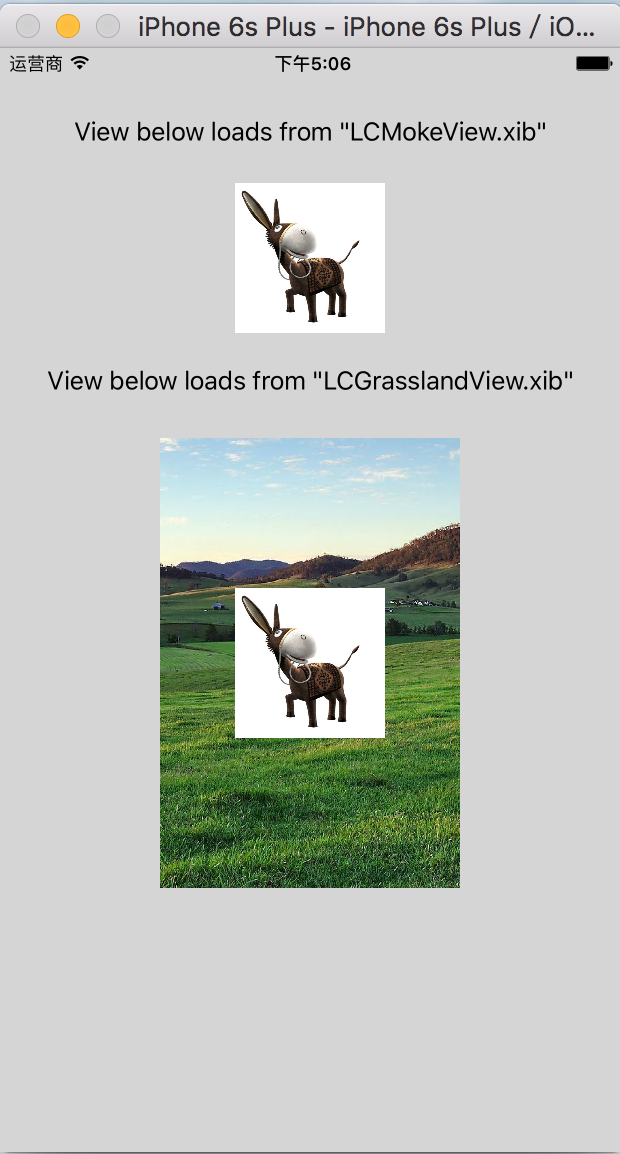 iPhone 6s Plus - iPhone 6s Plus / iO...
运营商 下午5:06
View below loads from "LCMokeView.xib"
View below loads from "LCGrasslandView.xib"